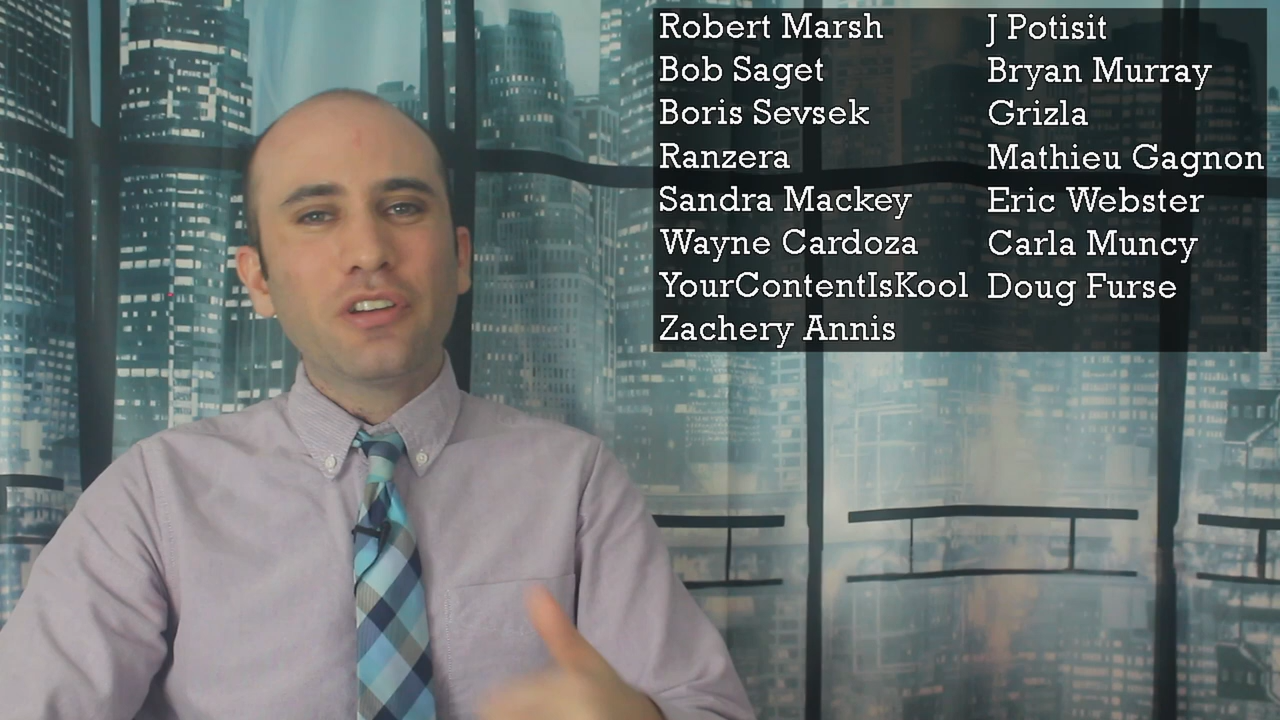 Robert Marsh
Bob Saget
Boris Sevsek
Ranzera
Sandra Mackey
Wayne Cardoza
YourContentIsKool
Zachery Annis
J Potisit
Bryan Murray
Grizla
Mathieu Gagnon
Eric Webster
Carla Muncy
Doug Furse